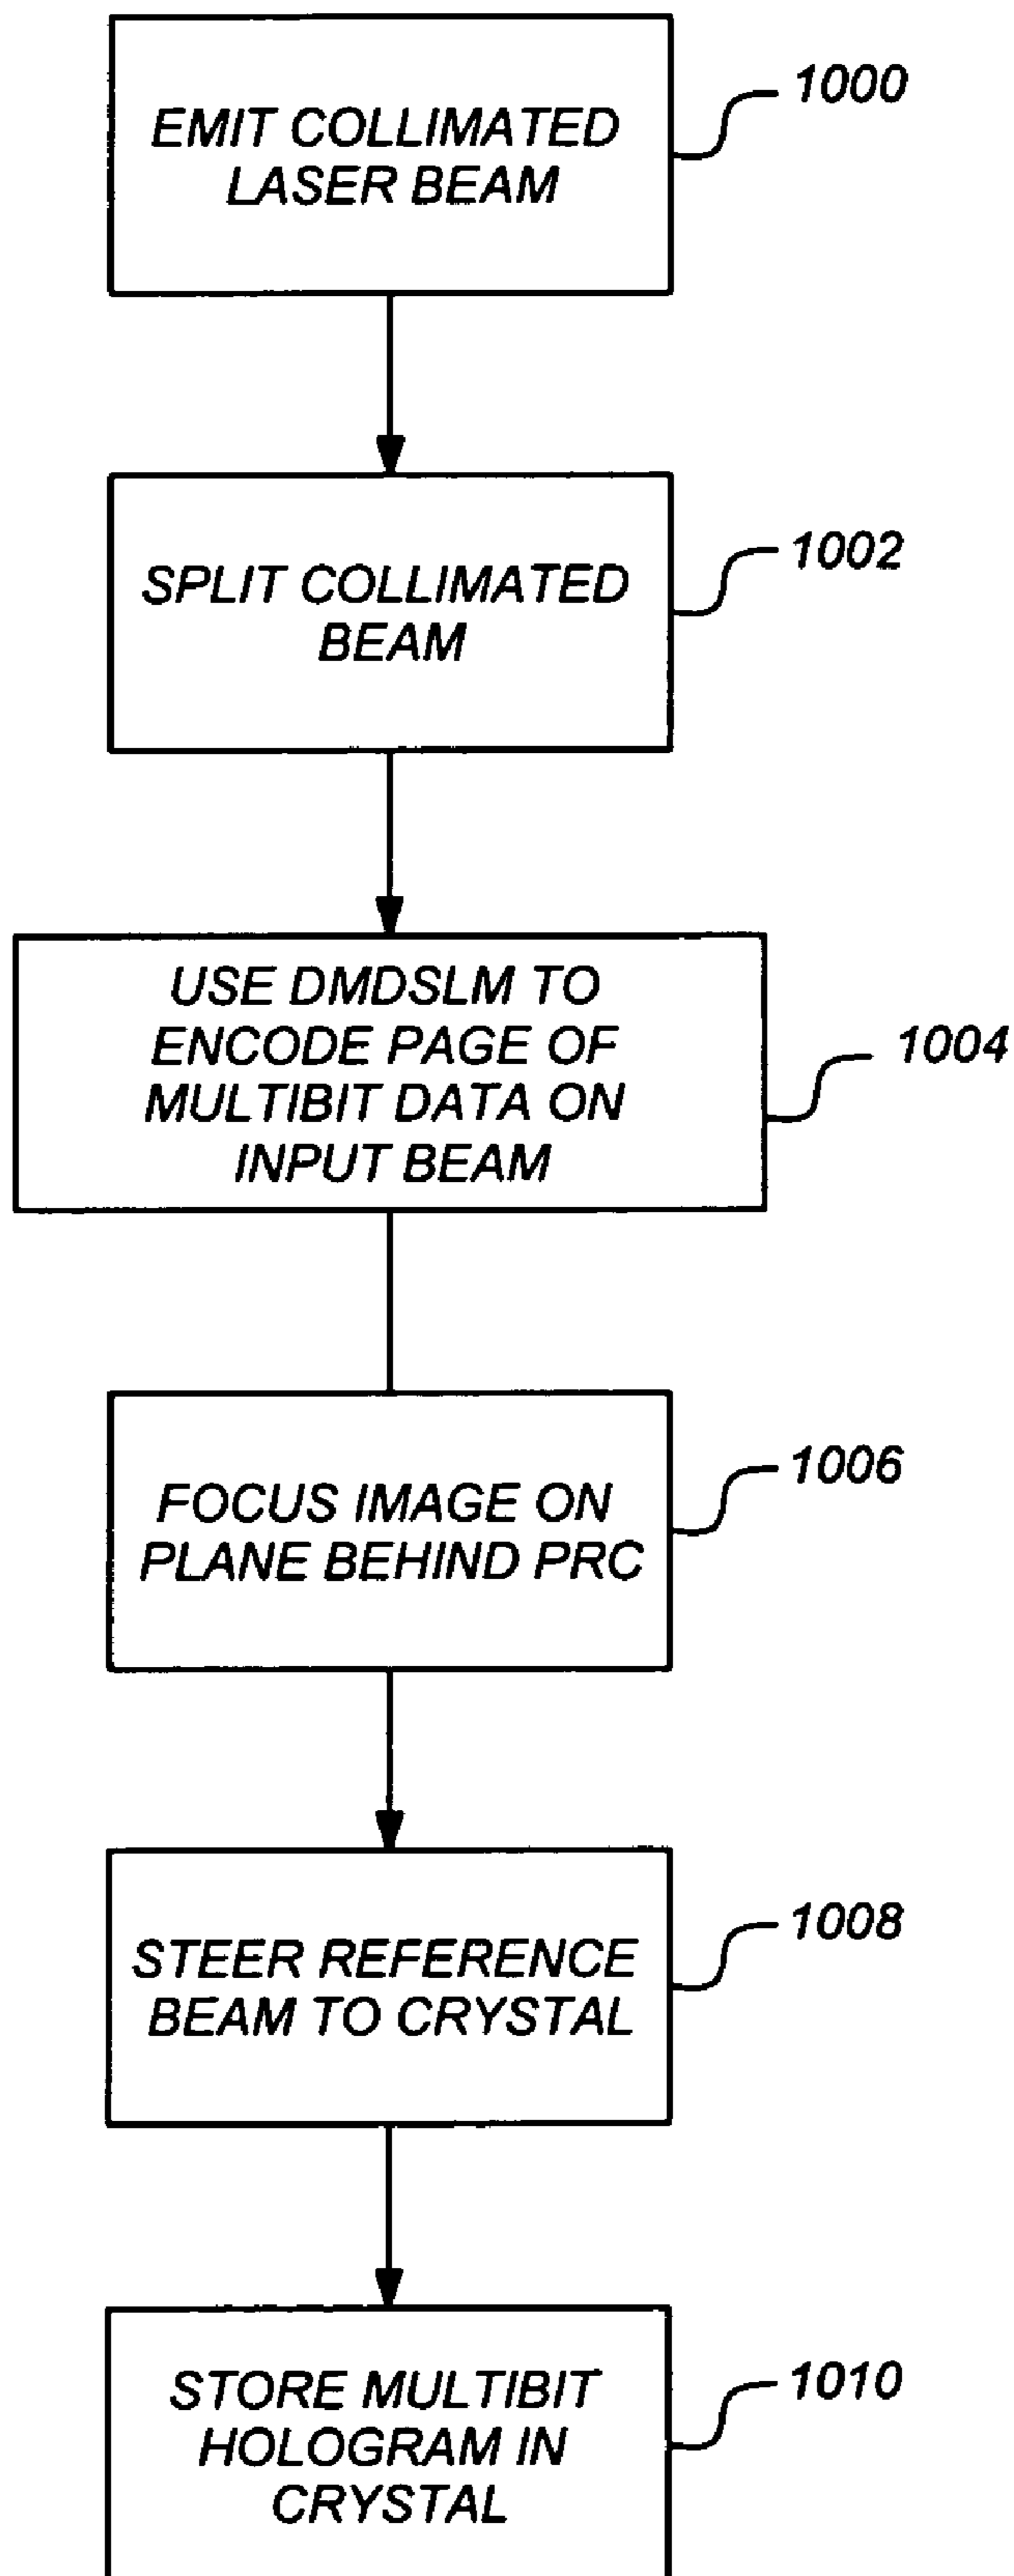 EMIT COLLIMATED
LASER BEAM
1000
SPLIT COLLIMATED
BEAM
1002
USE DMDSLM TO
ENCODE PAGE OF
MULTIBIT DATA ON
INPUT BEAM
1004
FOCUS IMAGE ON
PLANE BEHIND PRC
1006
STEER REFERENCE
BEAM TO CRYSTAL
1008
STORE MULTIBIT
HOLOGRAM IN
CRYSTAL
1010